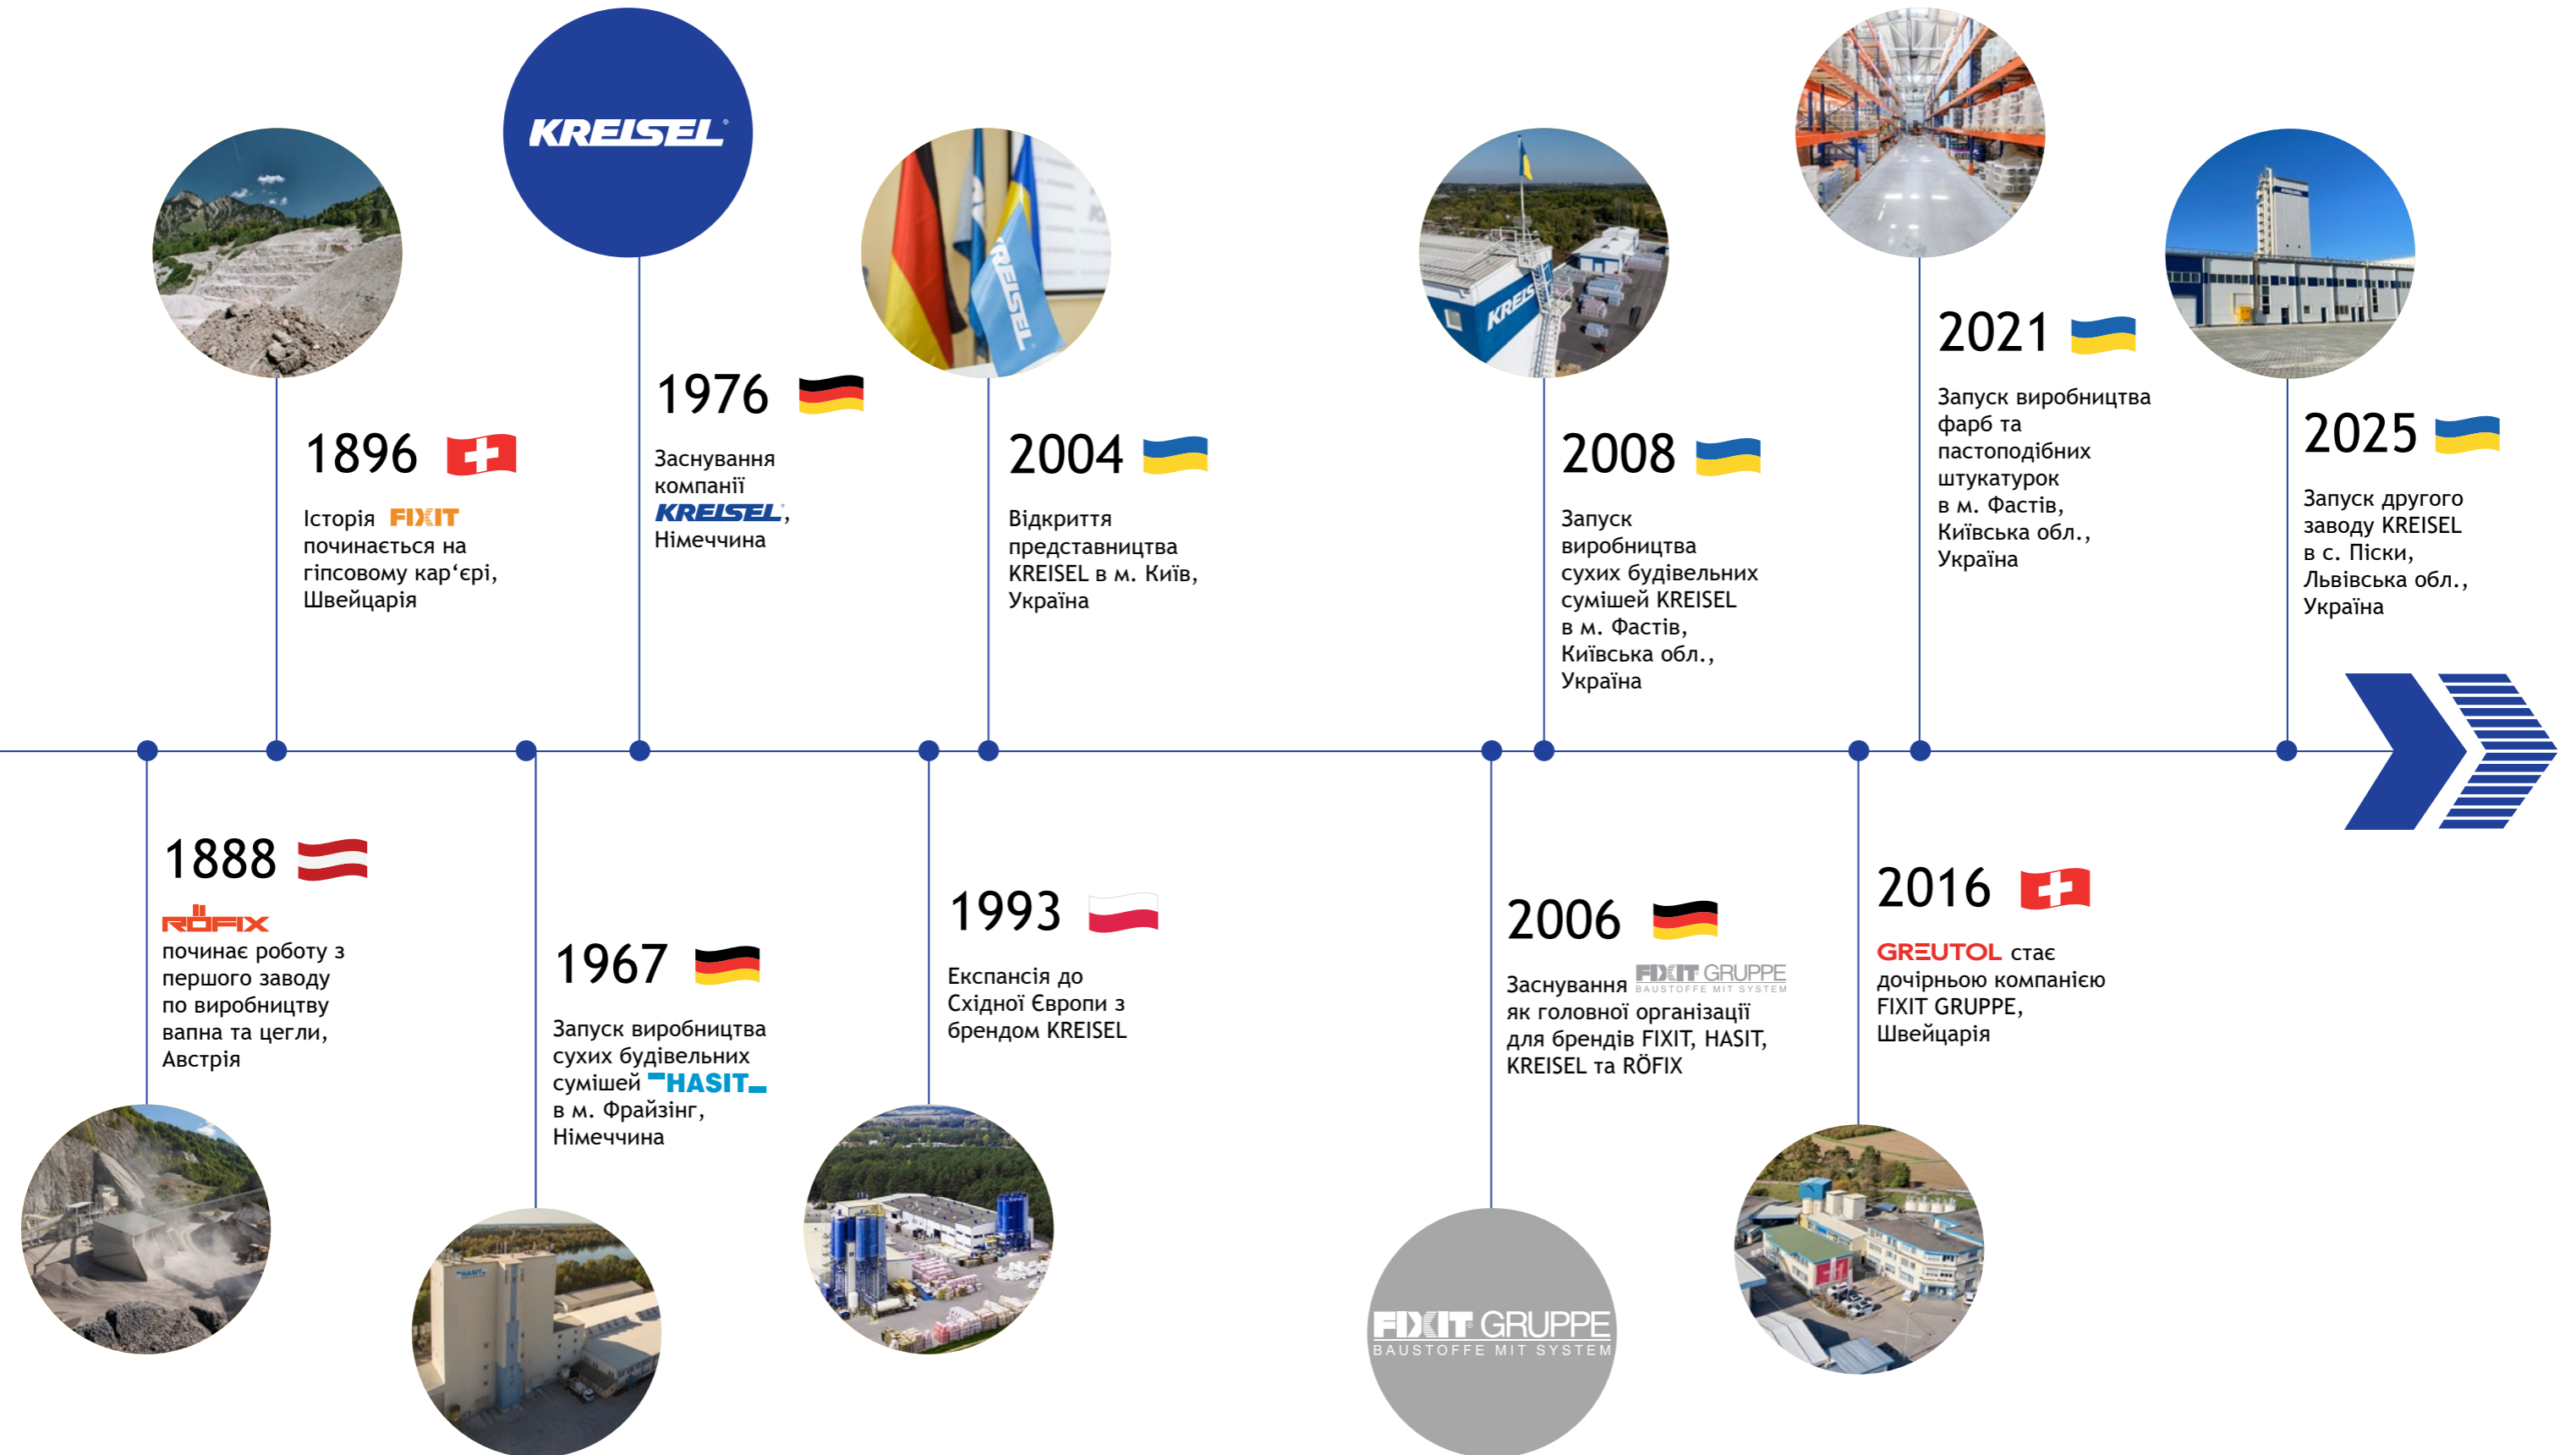 KREISEL
1896
Історія FIXIT
починається на
гіпсовому кар‘єрі,
Швейцарія
1976
Заснування
компанії
KREISEL,
Німеччина
KREISEL
2004
Відкриття
представництва
KREISEL в м. Київ,
Україна
KREIS
2008
Запуск
виробництва
сухих будівельних
сумішей KREISEL
в м. Фастів,
Київська обл.,
Україна
2021
Запуск виробництва
фарб та
пастоподібних
штукатурок
в м. Фастів,
Київська обл.,
Україна
KREISEL
2025
Запуск другого
заводу KREISEL
в с. Піски,
Львівська обл.,
Україна
1888
RÖFIX
починає роботу з
першого заводу
по виробництву
вапна та цегли,
Австрія
1967
Запуск виробництва
сухих будівельних
сумішей HASIT
в м. Фрайзінг,
Німеччина
HASIT
1993
Експансія до
Східної Європи з
брендом KREISEL
2006
Заснування FIXIT GRUPPE
BAUSTOFFE MIT SYSTEM
як головної організації
для брендів FIXIT, HASIT,
KREISEL та RÖFIX
FIXIT GRUPPE
BAUSTOFFE MIT SYSTEM
2016
GREUTOL стає
дочірньою компанією
FIXIT GRUPPE,
Швейцарія